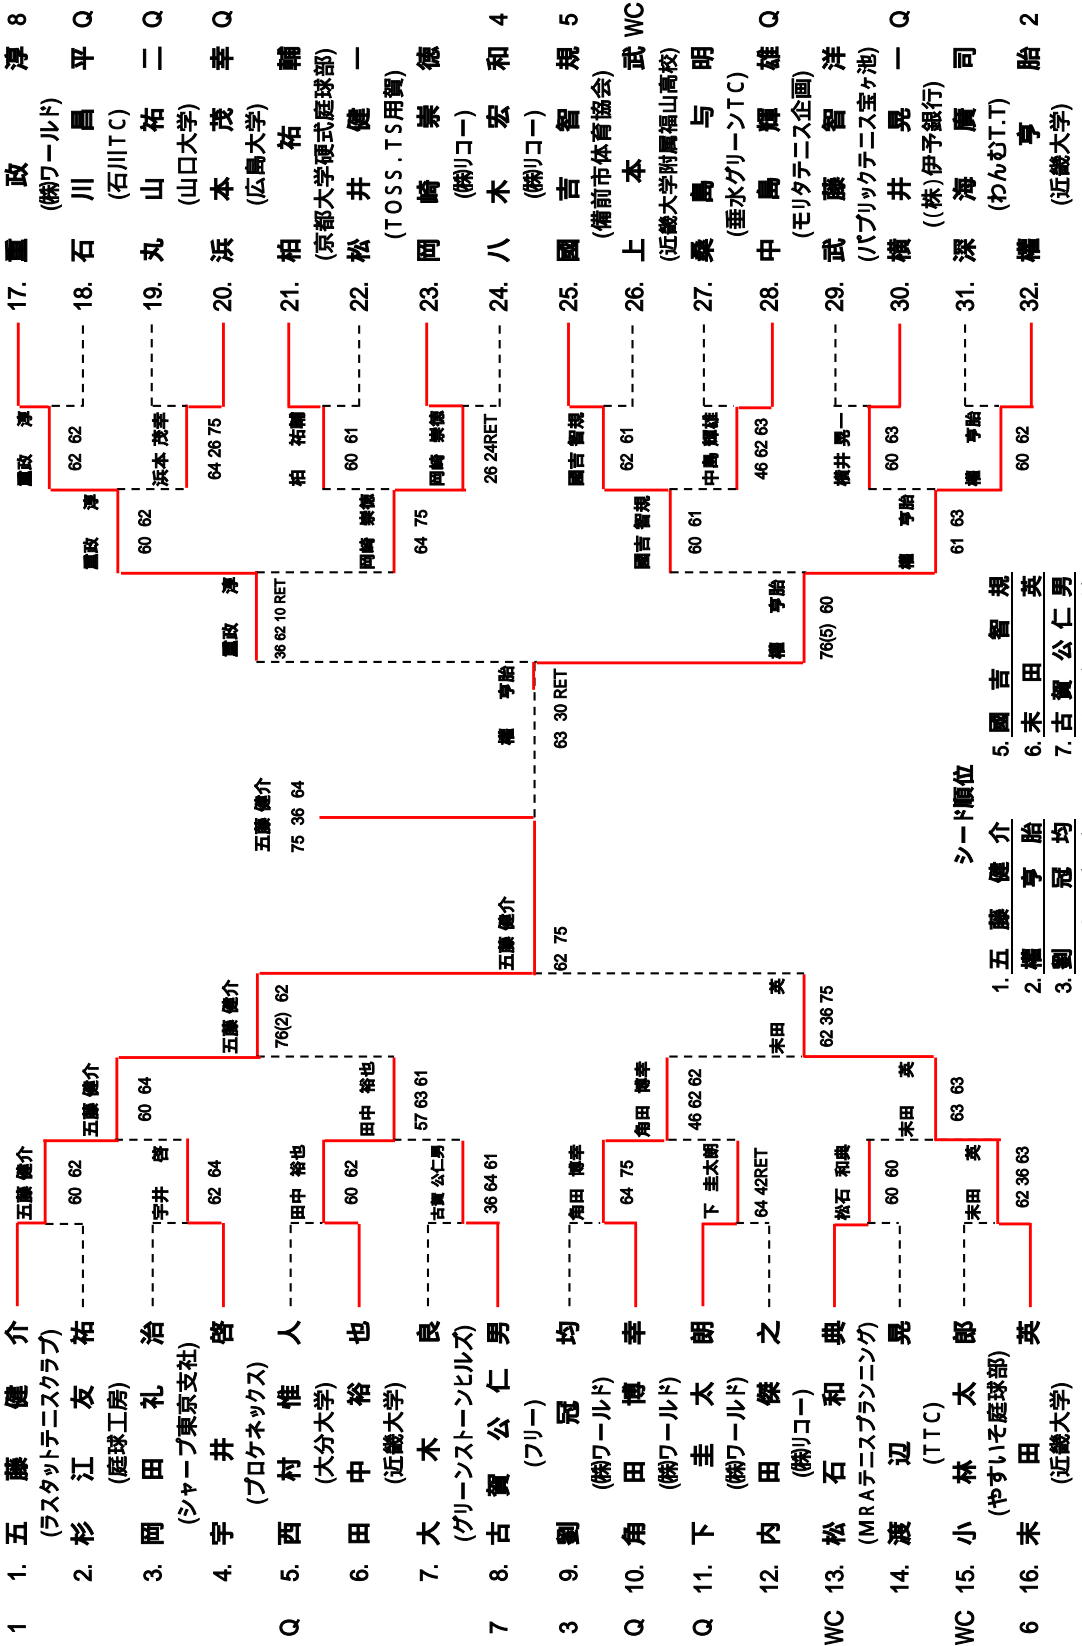 1 1. 五藤 健介
(ラスタットテニスクラブ)
2. 杉江 友祐
(庭球工房)
3. 岡田 礼治
(シャープ東京支社)
4. 宇井 啓
(プロケネックス)
Q 5. 西村 惟人
(大分大学)
6. 田中 裕也
(近畿大学)
7. 大木 良
(グリーンストーンヒルズ)
7 8. 古賀 公仁男
(フリー)
3 9. 劉 冠均
(㈱ワールド)
Q 10. 角田 博幸
(㈱ワールド)
Q 11. 下 圭太朗
(㈱ワールド)
12. 内田 傑之
(㈱リコー)
WC 13. 松石 和典
(MRAテニスプランニング)
14. 渡辺 晃
(TTC)
WC 15. 小林 太郎
(やすいそ庭球部)
6 16. 末田 英
(近畿大学)
五藤 健介
60 62
宇井 啓
62 64
田中 裕也
60 62
古賀 公仁男
36 64 61
角田 博幸
64 75
下 圭太朗
64 42RET
松石 和典
60 60
末田 英
62 36 63
五藤 健介
60 64
田中 裕也
57 63 61
角田 博幸
46 62 62
末田 英
63 63
五藤 健介
76(2) 62
末田 英
62 36 75
五藤 健介
62 75
五藤 健介
75 36 64
權 亨胎
63 30 RET
重政 淳
36 62 10 RET
權 亨胎
76(5) 60
重政 淳
60 62
岡崎 崇徳
64 75
國吉 智規
60 61
權 亨胎
61 63
重政 淳
62 62
浜本 茂幸
64 26 75
柏 祐輔
60 61
岡崎 崇徳
26 24RET
國吉 智規
62 61
中島 輝雄
46 62 63
横井 晃一
60 63
權 亨胎
60 62
17. 重政 淳 8
(㈱ワールド)
18. 石川 昌平 Q
(石川TC)
19. 丸山 祐二 Q
(山口大学)
20. 浜本 茂幸 Q
(広島大学)
21. 柏 祐輔
(京都大学硬式庭球部)
22. 松井 健一
(TOSS.TS用賀)
23. 岡崎 崇徳
(㈱リコー)
24. 八木 宏和 4
(㈱リコー)
25. 國吉 智規 5
(備前市体育協会)
26. 上本 武 WC
(近畿大学附属福山高校)
27. 桑島 与明
(垂水グリーンTC)
28. 中島 輝雄 Q
(モリタテニス企画)
29. 武藤 智洋
(パブリックテニス宝ヶ池)
30. 横井 晃一 Q
((株)伊予銀行)
31. 深海 廣司
(わんむT.T)
32. 權 亨胎 2
(近畿大学)
シード順位
1. 五藤 健介
2. 權 亨胎
3. 劉 冠均
5. 國吉 智規
6. 末田 英
7. 古賀 公仁男